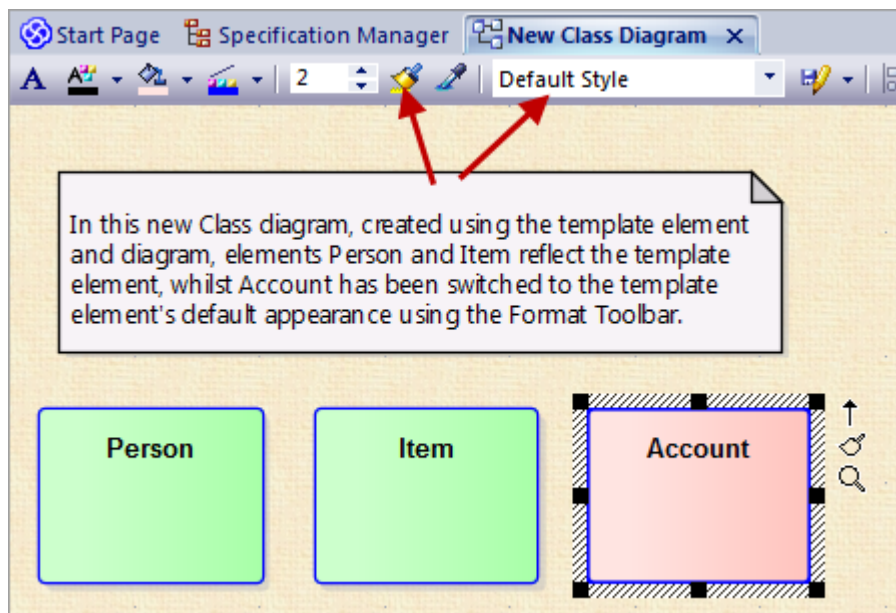 Start Page Specification Manager New Class Diagram X
A A 2 Default Style
In this new Class diagram, created using the template element
and diagram, elements Person and Item reflect the template
element, whilst Account has been switched to the template
element's default appearance using the Format Toolbar.
Person Item Account